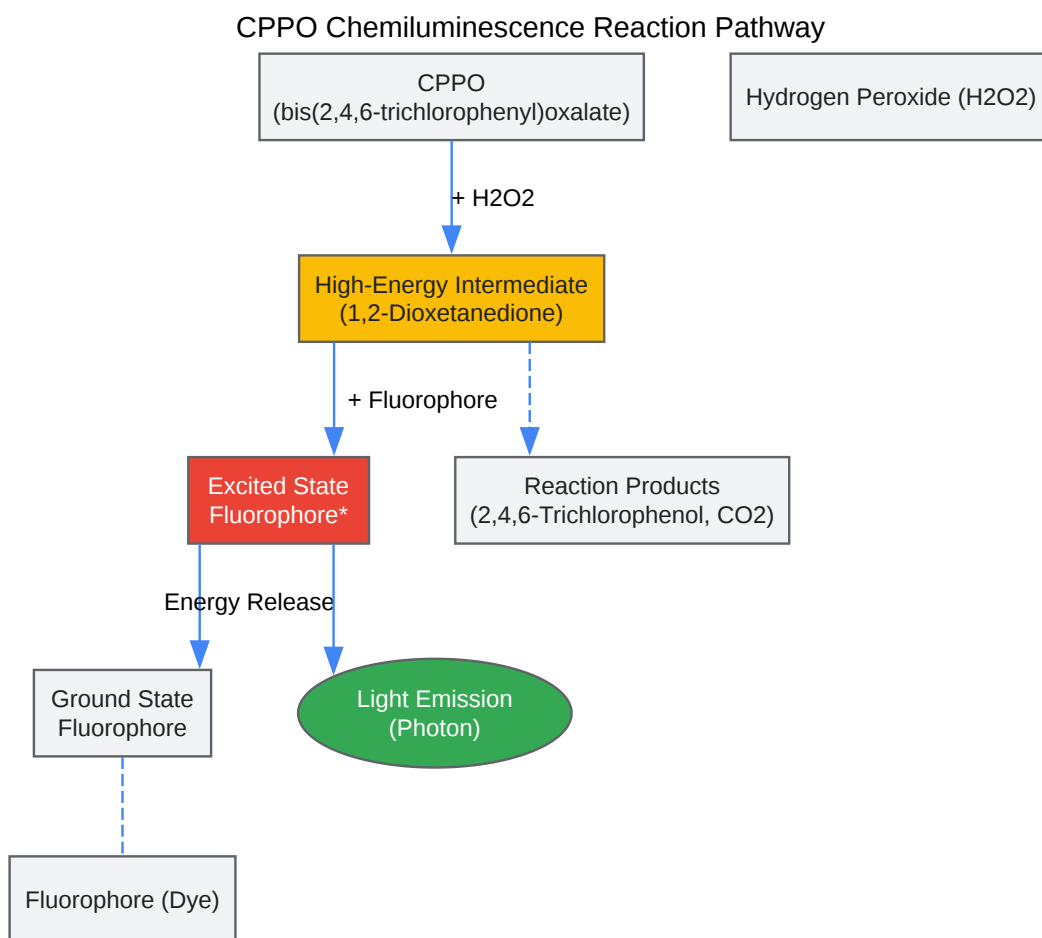 CPPO Chemiluminescence Reaction Pathway
CPPO
(bis(2,4,6-trichlorophenyl)oxalate)
Hydrogen Peroxide (H2O2)
+ H2O2
High-Energy Intermediate
(1,2-Dioxetanedione)
+ Fluorophore
Excited State
Fluorophore*
Reaction Products
(2,4,6-Trichlorophenol, CO2)
Energy Release
Ground State
Fluorophore
Light Emission
(Photon)
Fluorophore (Dye)